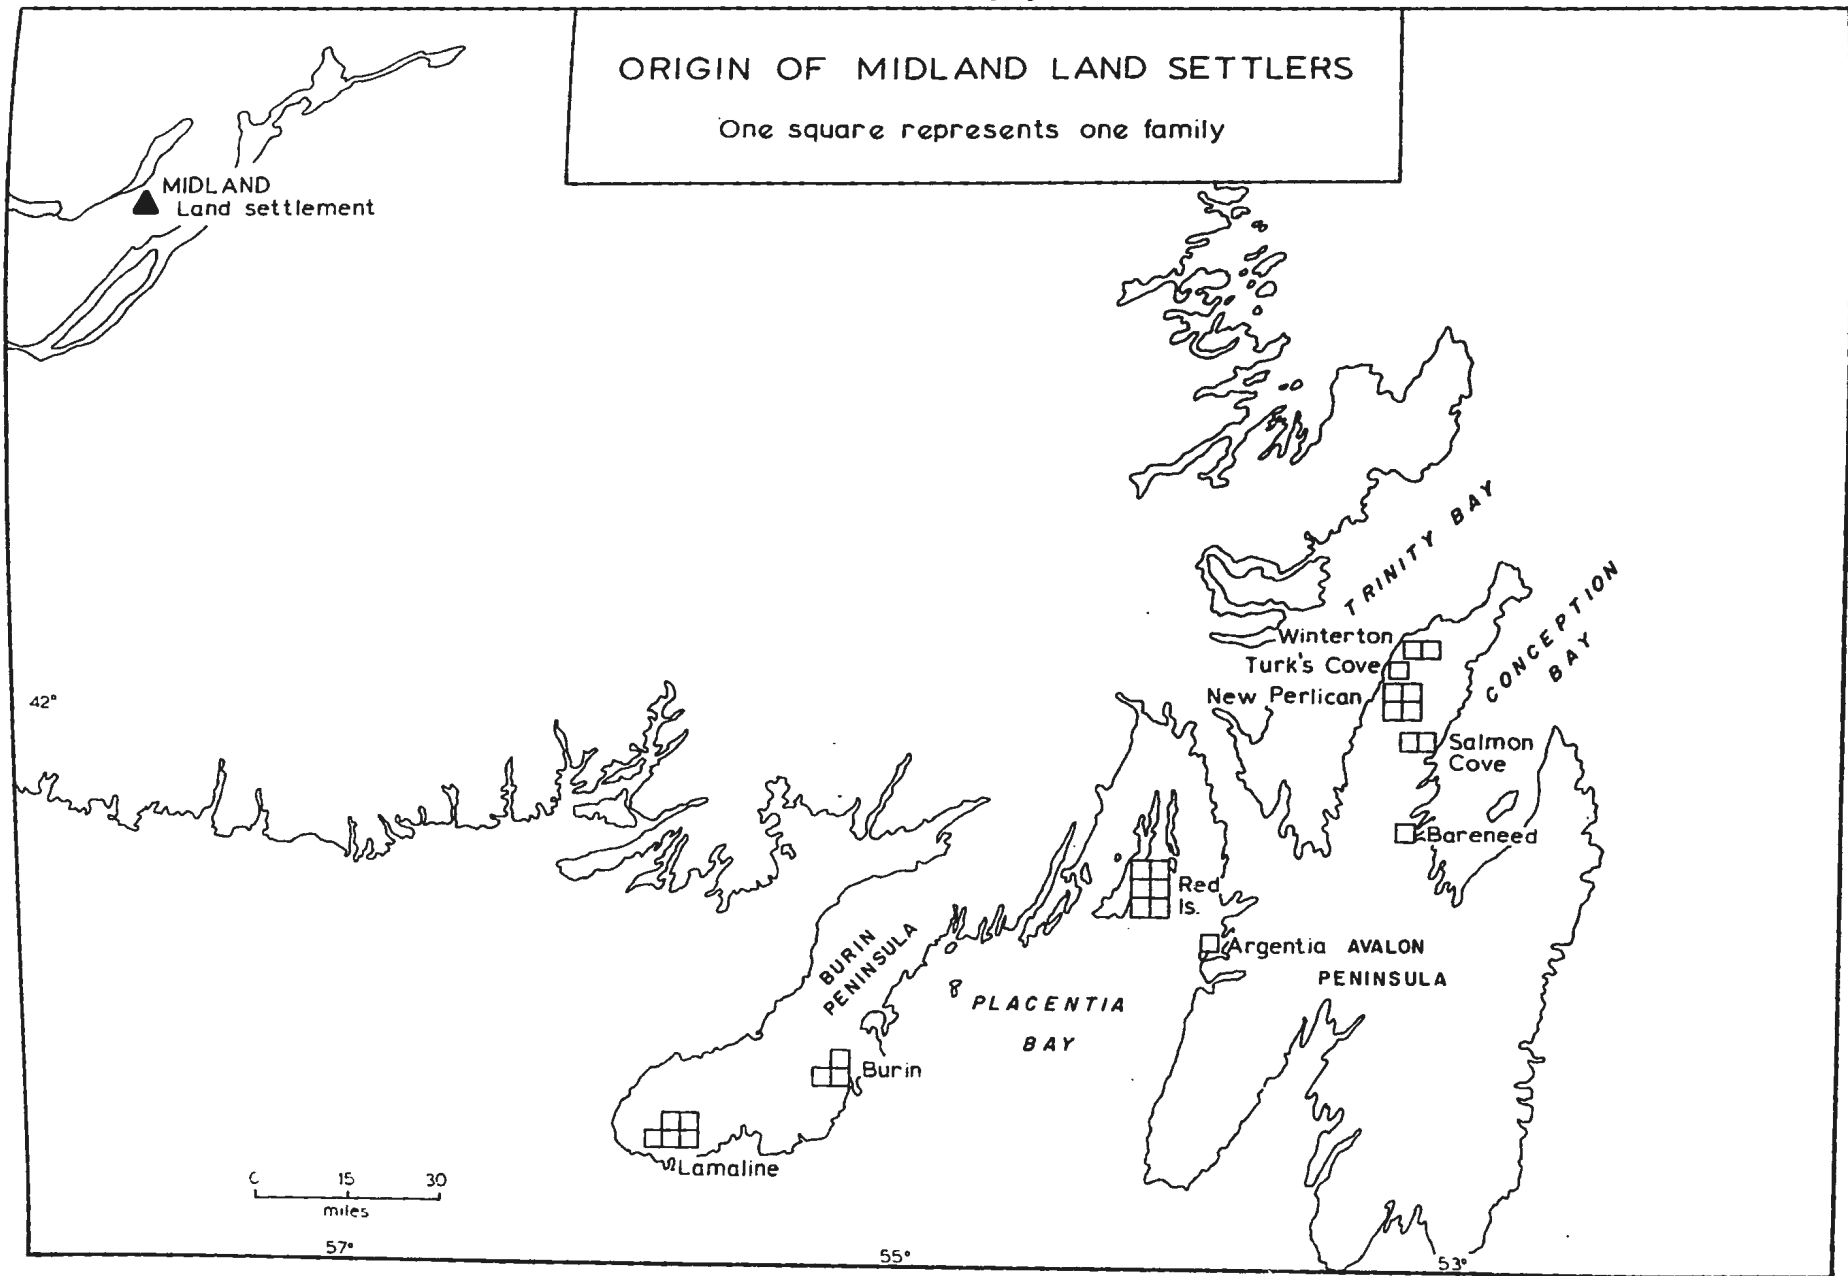 ORIGIN OF MIDLAND LAND SETTLERS
One square represents one family
MIDLAND
Land settlement
TRINITY BAY
CONCEPTION
BAY
Winterton
Turk's Cove
New Perlican
42°
Salmon
Cove
Bareneed
Red
Is.
Argentia
AVALON
PENINSULA
BURIN
PENINSULA
PLACENTIA
BAY
Burin
Lamaline
15
30
miles
57°
55°
53°